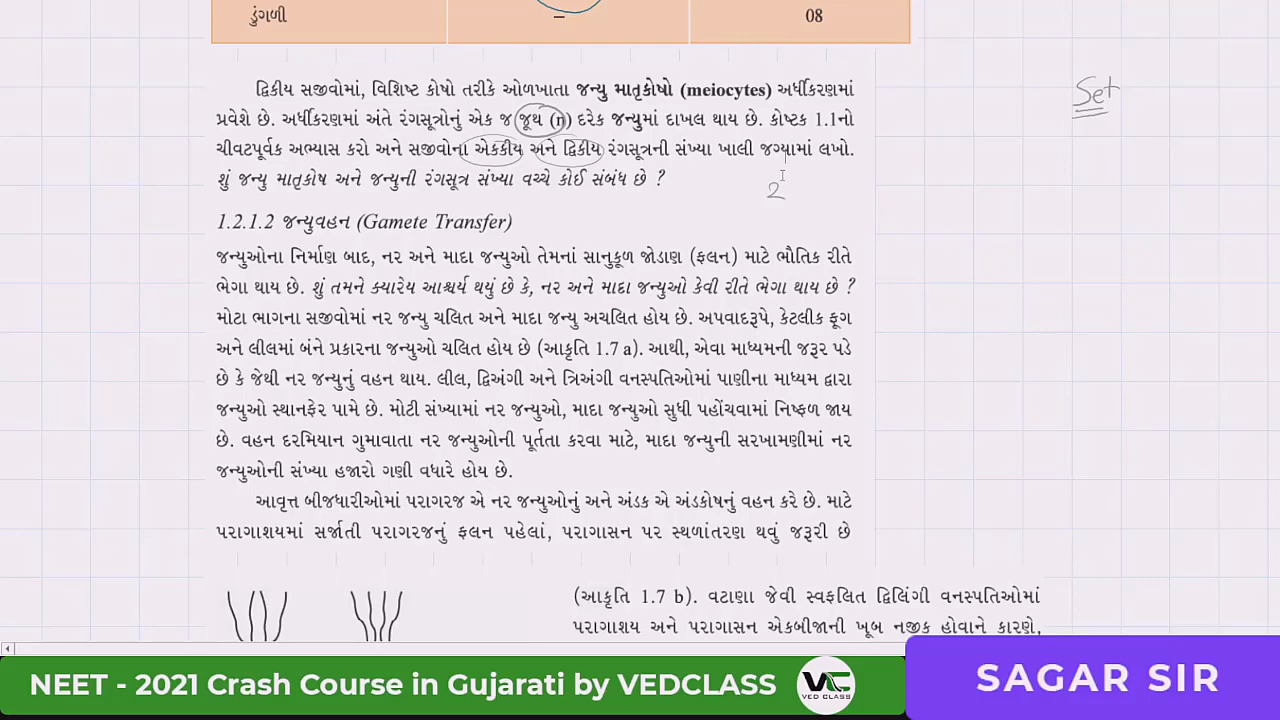 ડુંગળી – 08
દ્વિકીય સજીવોમાં, વિશિષ્ટ કોષો તરીકે ઓળખાતા જન્યુ માતૃકોષો (meiocytes) અર્ધીકરણમાં
Set
પ્રવેશે છે. અર્ધીકરણમાં અંતે રંગસૂત્રોનું એક જ જૂથ (n) દરેક જન્યુમાં દાખલ થાય છે. કોષ્ટક 1.1નો
ચીવટપૂર્વક અભ્યાસ કરો અને સજીવોના એકકીય અને દ્વિકીય રંગસૂત્રની સંખ્યા ખાલી જગ્યામાં લખો.
શું જન્યુ માતૃકોષ અને જન્યુની રંગસૂત્ર સંખ્યા વચ્ચે કોઈ સંબંધ છે ?
2
1.2.1.2 જન્યુવહન (Gamete Transfer)
જન્યુઓના નિર્માણ બાદ, નર અને માદા જન્યુઓ તેમનાં સાનુકૂળ જોડાણ (ફલન) માટે ભૌતિક રીતે
ભેગા થાય છે. શું તમને ક્યારેય આશ્ચર્ય થયું છે કે, નર અને માદા જન્યુઓ કેવી રીતે ભેગા થાય છે ?
મોટા ભાગના સજીવોમાં નર જન્યુ ચલિત અને માદા જન્યુ અચલિત હોય છે. અપવાદરૂપે, કેટલીક ફૂગ
અને લીલમાં બંને પ્રકારના જન્યુઓ ચલિત હોય છે (આકૃતિ 1.7 a). આથી, એવા માધ્યમની જરૂર પડે
છે કે જેથી નર જન્યુનું વહન થાય. લીલ, દ્વિઅંગી અને ત્રિઅંગી વનસ્પતિઓમાં પાણીના માધ્યમ દ્વારા
જન્યુઓ સ્થાનફેર પામે છે. મોટી સંખ્યામાં નર જન્યુઓ, માદા જન્યુઓ સુધી પહોંચવામાં નિષ્ફળ જાય
છે. વહન દરમિયાન ગુમાવાતા નર જન્યુઓની પૂર્તતા કરવા માટે, માદા જન્યુની સરખામણીમાં નર
જન્યુઓની સંખ્યા હજારો ગણી વધારે હોય છે.
આવૃત્ત બીજધારીઓમાં પરાગરજ એ નર જન્યુઓનું અને અંડક એ અંડકોષનું વહન કરે છે. માટે
પરાગાશયમાં સર્જાતી પરાગરજનું ફલન પહેલાં, પરાગાસન પર સ્થળાંતરણ થવું જરૂરી છે
(આકૃતિ 1.7 b). વટાણા જેવી સ્વફલિત દ્વિલિંગી વનસ્પતિઓમાં
પરાગાશય અને પરાગાસન એકબીજાની ખૂબ નજીક હોવાને કારણે,
NEET - 2021 Crash Course in Gujarati by VEDCLASS
VC
VED CLASS
SAGAR SIR